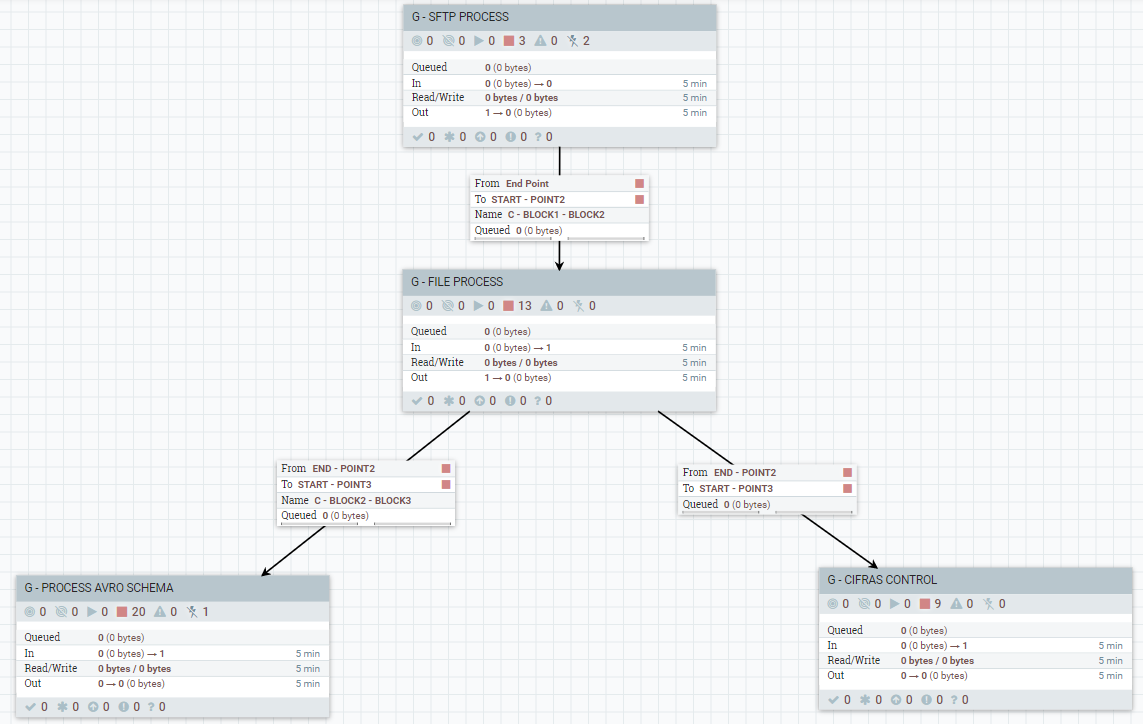 G - SFTP PROCESS
0 0 0 3 0 2
Queued 0 (0 bytes)
In 0 (0 bytes) → 0 5 min
Read/Write 0 bytes / 0 bytes 5 min
Out 1 → 0 (0 bytes) 5 min
0 0 0 0 ? 0
From End Point
To START - POINT2
Name C - BLOCK1 - BLOCK2
Queued 0 (0 bytes)
G - FILE PROCESS
0 0 0 13 0 0
Queued 0 (0 bytes)
In 0 (0 bytes) → 1 5 min
Read/Write 0 bytes / 0 bytes 5 min
Out 1 → 0 (0 bytes) 5 min
0 0 0 0 ? 0
From END - POINT2
To START - POINT3
Name C - BLOCK2 - BLOCK3
Queued 0 (0 bytes)
From END - POINT2
To START - POINT3
Queued 0 (0 bytes)
G - PROCESS AVRO SCHEMA
0 0 0 20 0 1
Queued 0 (0 bytes)
In 0 (0 bytes) → 1 5 min
Read/Write 0 bytes / 0 bytes 5 min
Out 0 → 0 (0 bytes) 5 min
0 0 0 0 ? 0
G - CIFRAS CONTROL
0 0 0 9 0 0
Queued 0 (0 bytes)
In 0 (0 bytes) → 1 5 min
Read/Write 0 bytes / 0 bytes 5 min
Out 0 → 0 (0 bytes) 5 min
0 0 0 0 ? 0